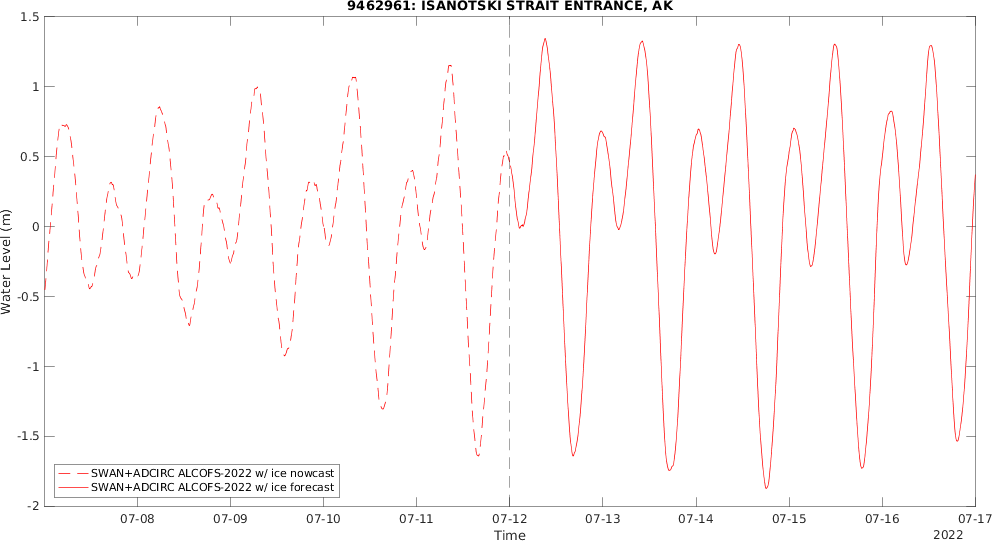 9462961: ISANOTSKI STRAIT ENTRANCE, AK
1.5
1
0.5
0
-0.5
-1
-1.5
-2
Water Level (m)
SWAN+ADCIRC ALCOFS-2022 w/ ice nowcast
SWAN+ADCIRC ALCOFS-2022 w/ ice forecast
07-08 07-09 07-10 07-11 07-12 07-13 07-14 07-15 07-16 07-17
Time
2022